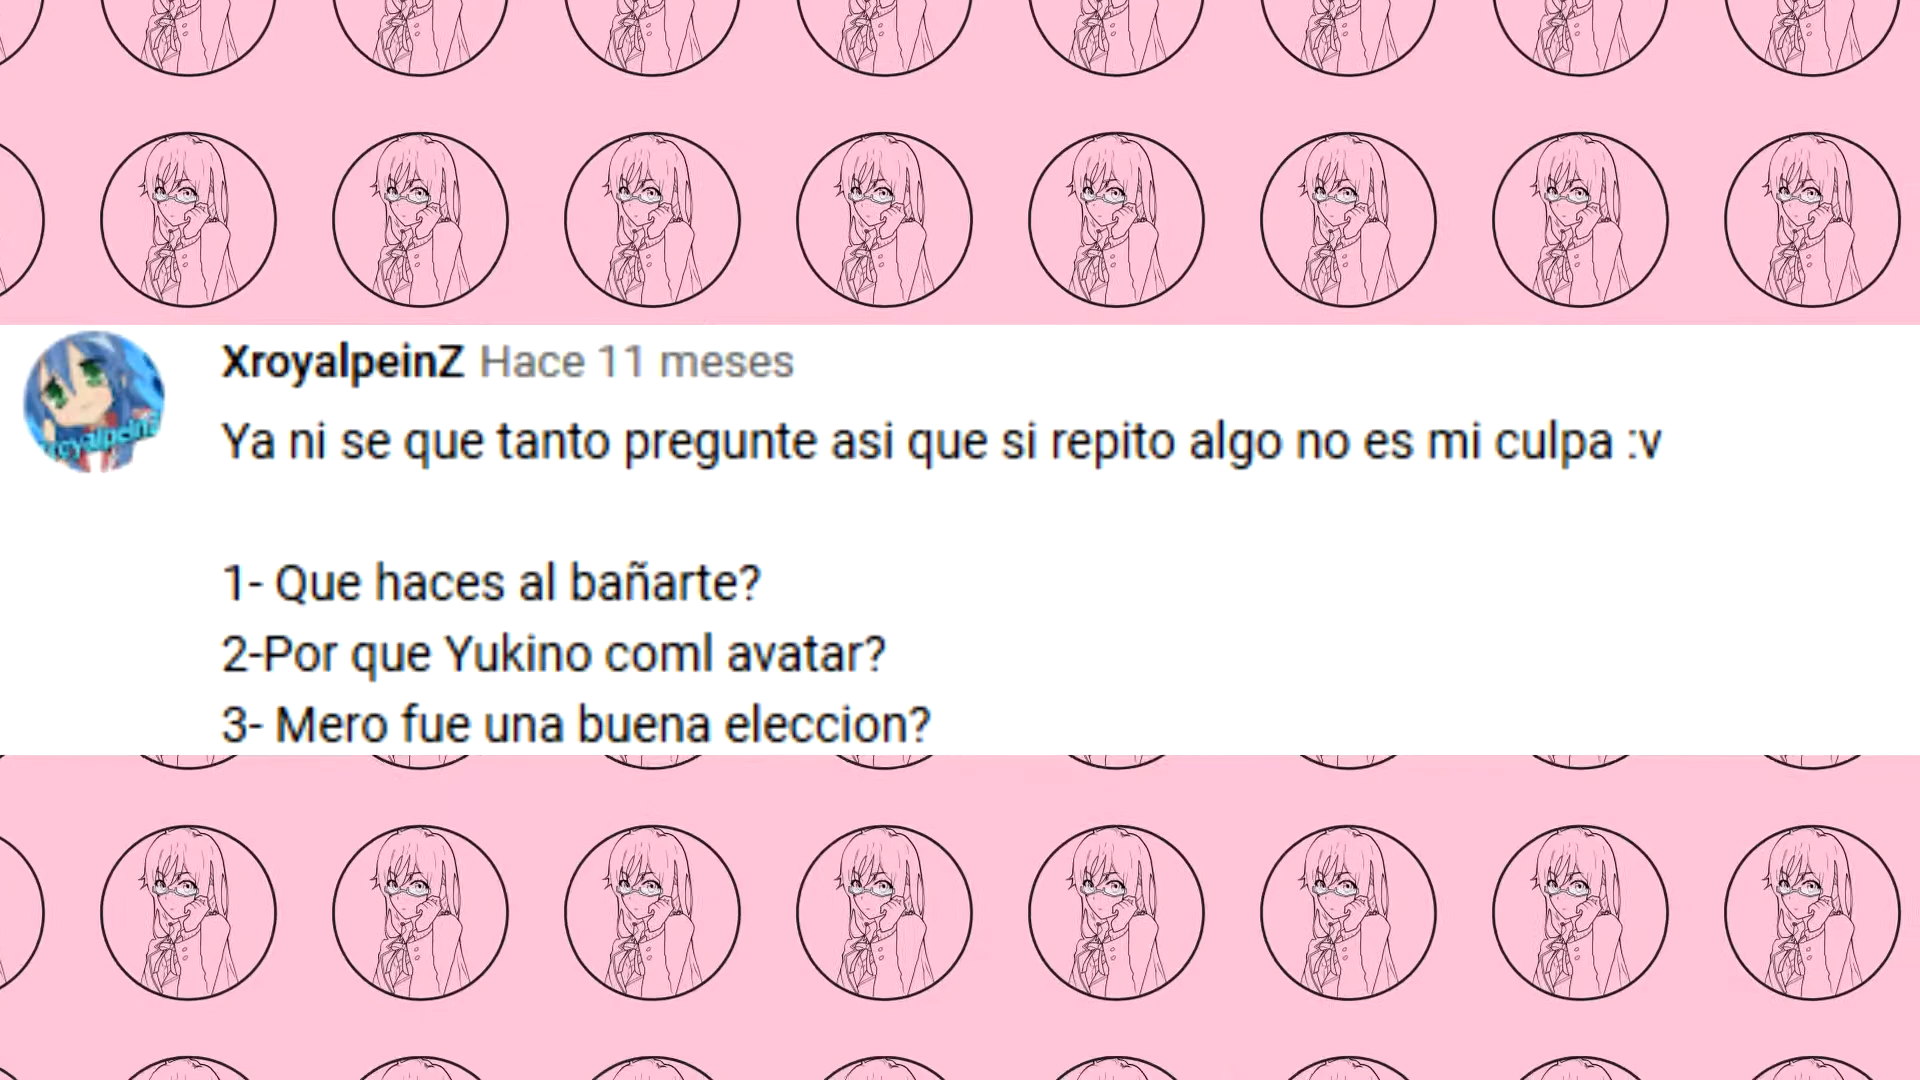 XroyalpeinZ Hace 11 meses
Ya ni se que tanto pregunte asi que si repito algo no es mi culpa :v
1- Que haces al bañarte?
2-Por que Yukino coml avatar?
3- Mero fue una buena eleccion?
xroyalpeinz